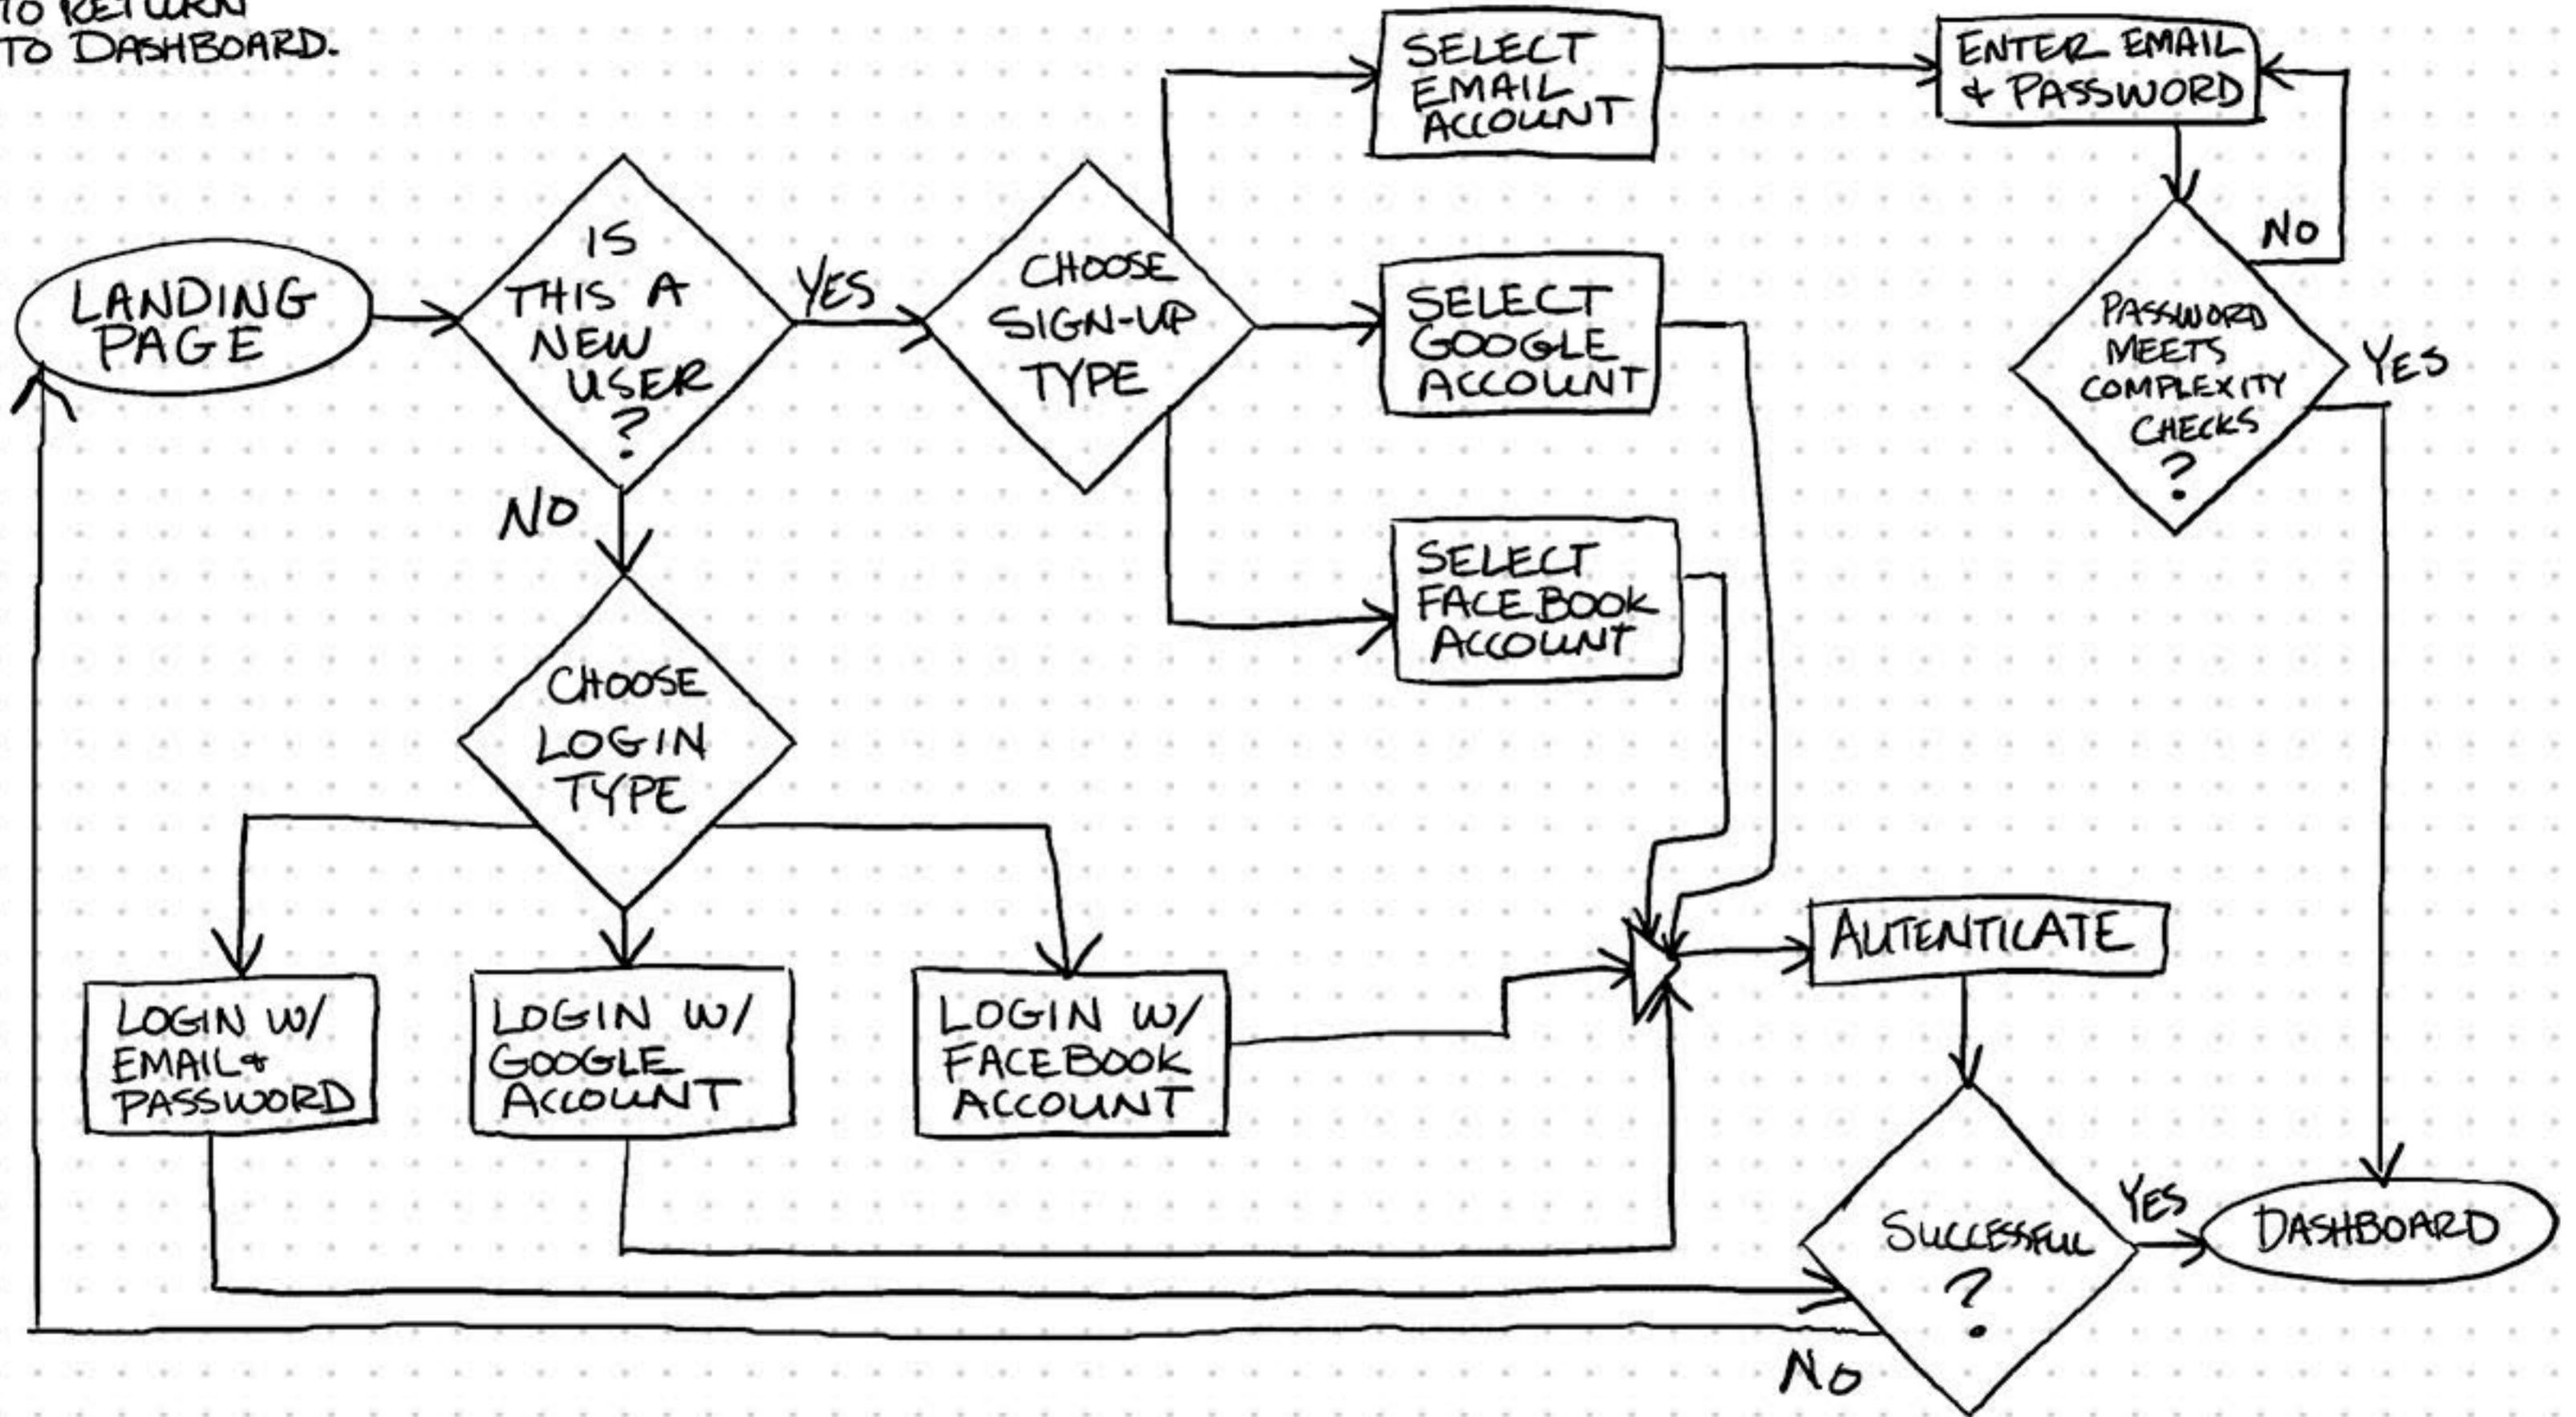 TO RETURN
TO DASHBOARD.
LANDING
PAGE
IS
THIS A
NEW
USER
?
YES
NO
CHOOSE
SIGN-UP
TYPE
SELECT
EMAIL
ACCOUNT
ENTER EMAIL
& PASSWORD
NO
PASSWORD
MEETS
COMPLEXITY
CHECKS
?
YES
SELECT
GOOGLE
ACCOUNT
SELECT
FACEBOOK
ACCOUNT
CHOOSE
LOGIN
TYPE
LOGIN W/
EMAIL &
PASSWORD
LOGIN W/
GOOGLE
ACCOUNT
LOGIN W/
FACEBOOK
ACCOUNT
AUTENTICATE
SUCCESSFUL
?
YES
NO
DASHBOARD